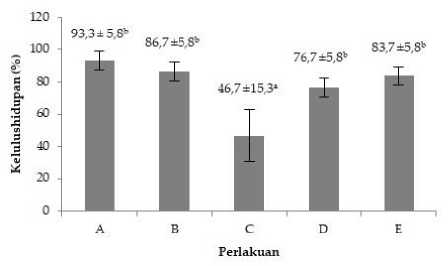 120
100
80
60
40
20
0
Kelulushidupan (%)
93,3 ± 5,8ᵇ
86,7 ±5,8ᵇ
46,7 ±15,3ᵃ
76,7 ±5,8ᵇ
83,7 ±5,8ᵇ
A B C D E
Perlakuan